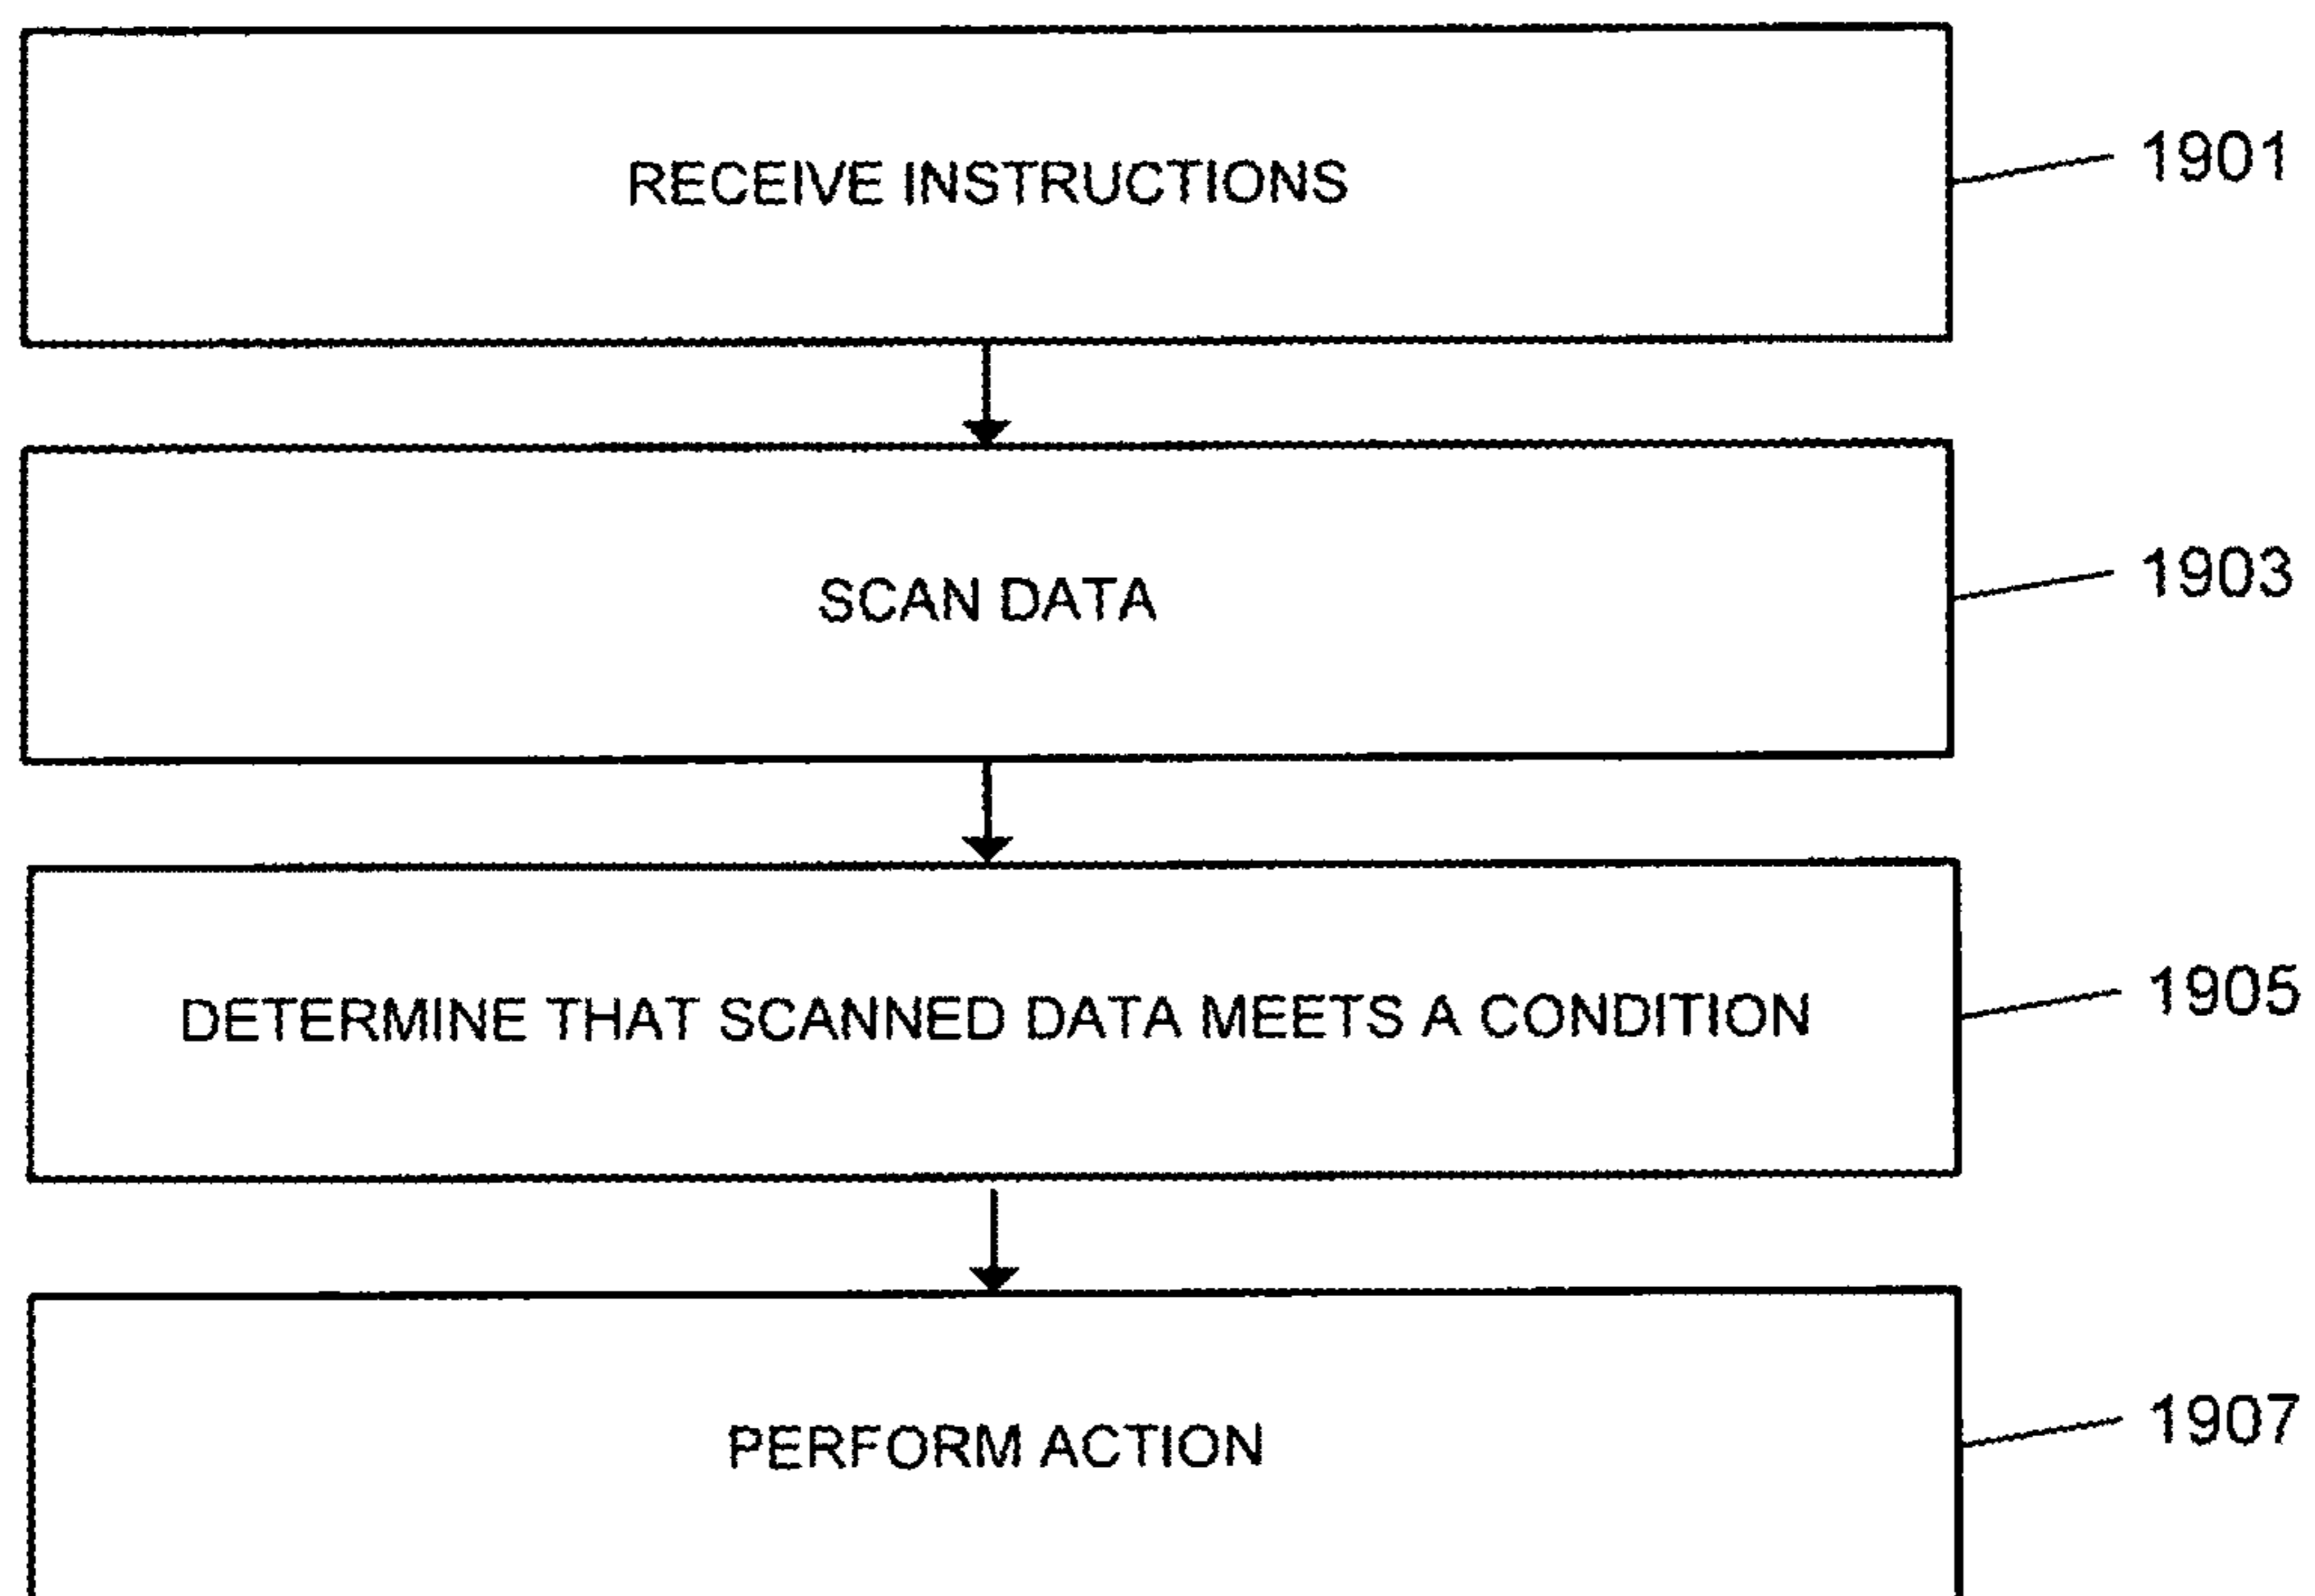 RECEIVE INSTRUCTIONS
1901
SCAN DATA
1903
DETERMINE THAT SCANNED DATA MEETS A CONDITION
1905
PERFORM ACTION
1907